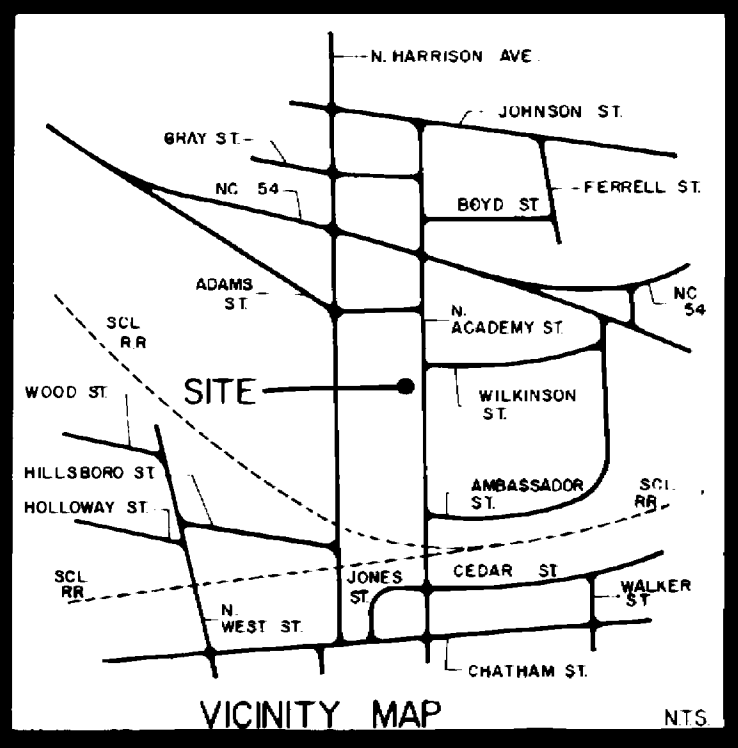 N. HARRISON AVE.
JOHNSON ST.
GRAY ST.
NC 54
FERRELL ST.
BOYD ST
ADAMS
ST.
NC
54
N.
ACADEMY ST.
SCL
R.R
SITE
WILKINSON
ST.
WOOD ST.
HILLSBORO ST
AMBASSADOR
ST.
SCL
RR
HOLLOWAY ST.
SCL
RR
JONES
ST.
CEDAR ST
WALKER
ST
N.
WEST ST.
CHATHAM ST.
VICINITY MAP
N.T.S.